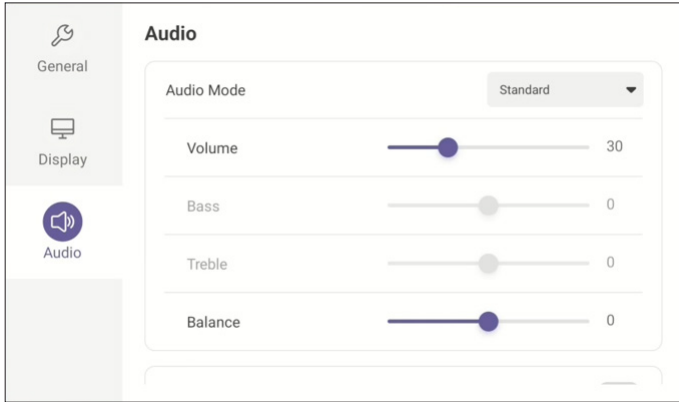 General
Display
Audio
Audio
Audio Mode Standard
Volume 30
Bass 0
Treble 0
Balance 0